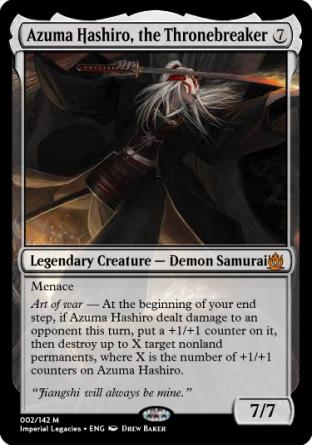 Azuma Hashiro, the Thronebreaker 7
Legendary Creature — Demon Samurai
Menace
Art of war — At the beginning of your end
step, if Azuma Hashiro dealt damage to an
opponent this turn, put a +1/+1 counter on it,
then destroy up to X target nonland
permanents, where X is the number of +1/+1
counters on Azuma Hashiro.
“Jiangshi will always be mine.”
7/7
002/142 M
Imperial Legacies • ENG Drew Baker